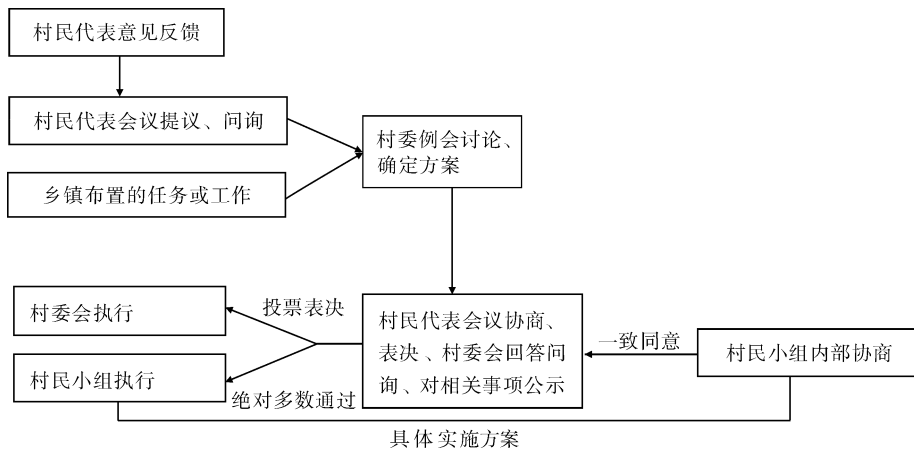 村民代表意见反馈
村民代表会议提议、问询
村委例会讨论、
确定方案
乡镇布置的任务或工作
村委会执行
投票表决
村民代表会议协商、
表决、村委会回答问
询、对相关事项公示
一致同意
村民小组内部协商
村民小组执行
绝对多数通过
具体实施方案